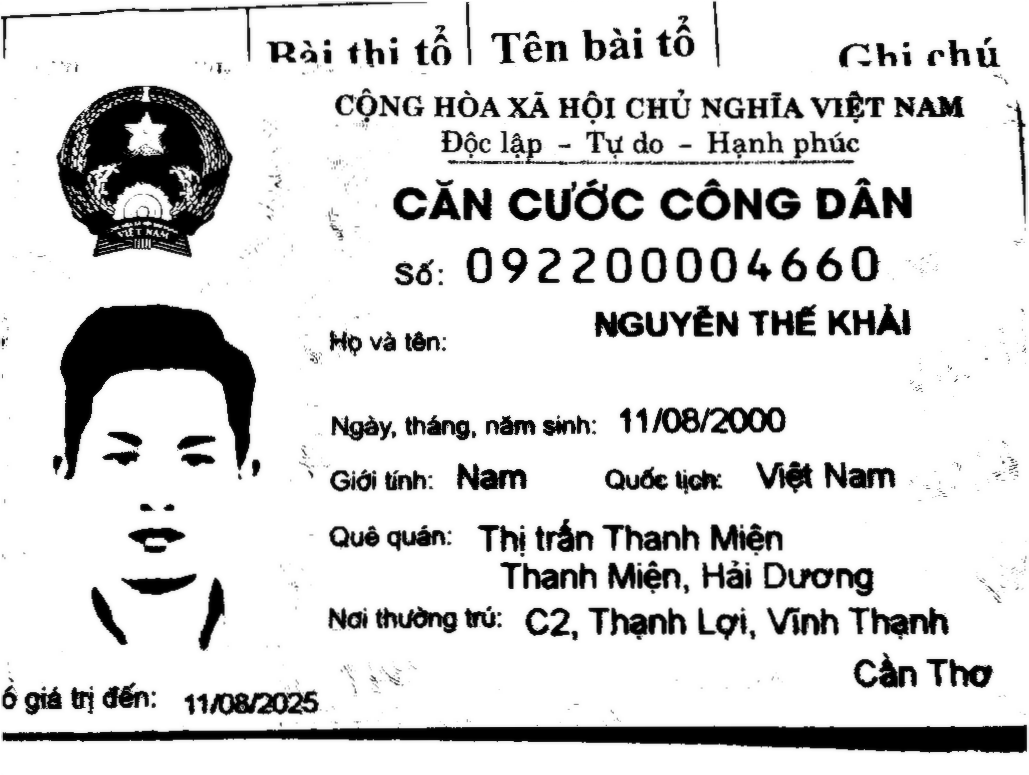 Bài thi tổ Tên bài tổ Ghi chú
CỘNG HÒA XÃ HỘI CHỦ NGHĨA VIỆT NAM
Độc lập - Tự do - Hạnh phúc
CĂN CƯỚC CÔNG DÂN
VIỆT NAM
Số: 092200004660
Họ và tên: NGUYỄN THẾ KHẢI
Ngày, tháng, năm sinh: 11/08/2000
Giới tính: Nam Quốc tịch: Việt Nam
Quê quán: Thị trấn Thanh Miện
Thanh Miện, Hải Dương
Nơi thường trú: C2, Thạnh Lợi, Vĩnh Thạnh
Cần Thơ
ó giá trị đến: 11/08/2025